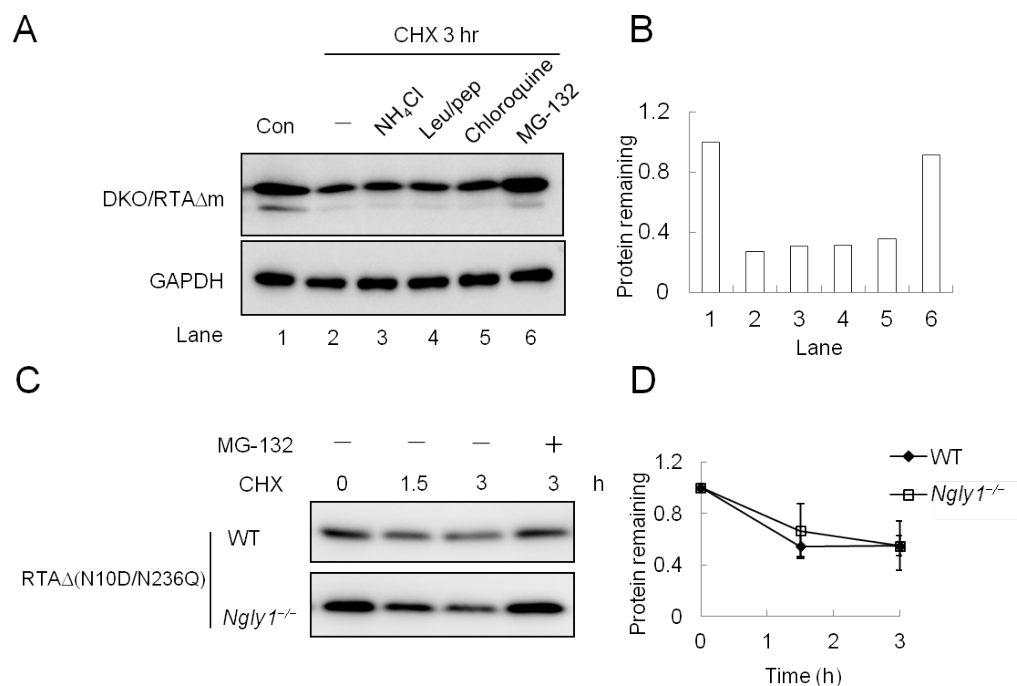 A
CHX 3 hr
Con — NH₄Cl Leu/pep Chloroquine MG-132
DKO/RTAΔm
GAPDH
Lane 1 2 3 4 5 6
B
Protein remaining
1.2
0.8
0.4
0
1 2 3 4 5 6
Lane
C
MG-132 — — — +
CHX 0 1.5 3 3 h
RTAΔ(N10D/N236Q)
WT
Ngly1⁻/⁻
D
WT
Ngly1⁻/⁻
Protein remaining
1.2
0.8
0.4
0
0 1 2 3
Time (h)